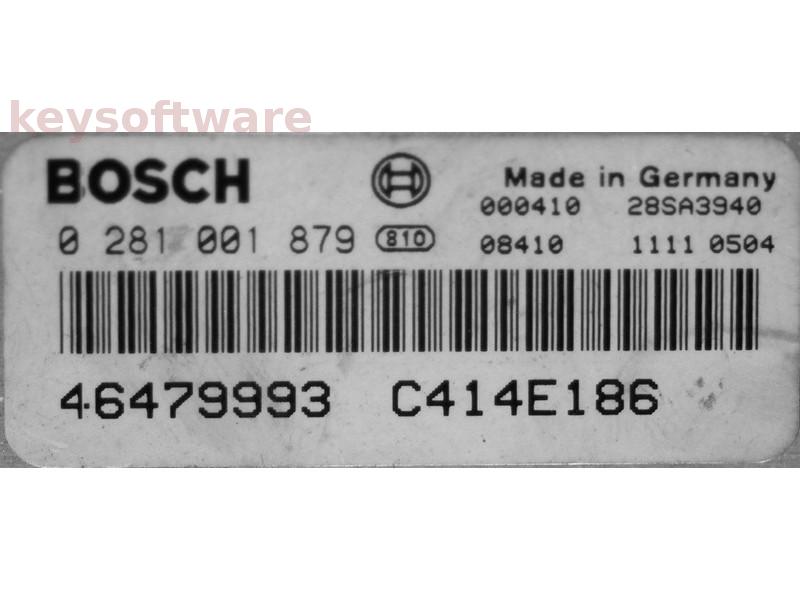 keysoftware
BOSCH Made in Germany
000410 28SA3940
0 281 001 879 810 08410 1111 0504
46479993 C414E186